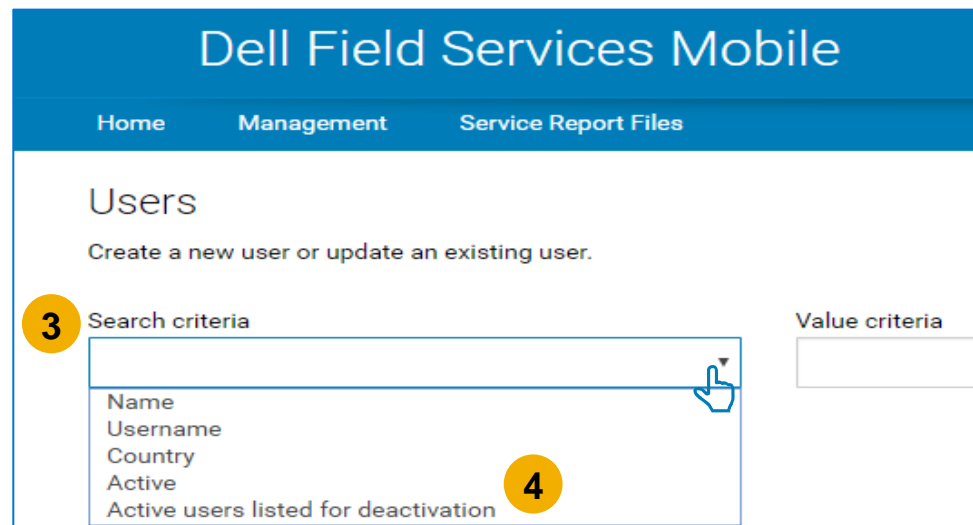 Dell Field Services Mobile
Home Management Service Report Files
Users
Create a new user or update an existing user.
3 Search criteria Value criteria
Name
Username
Country
Active
Active users listed for deactivation 4